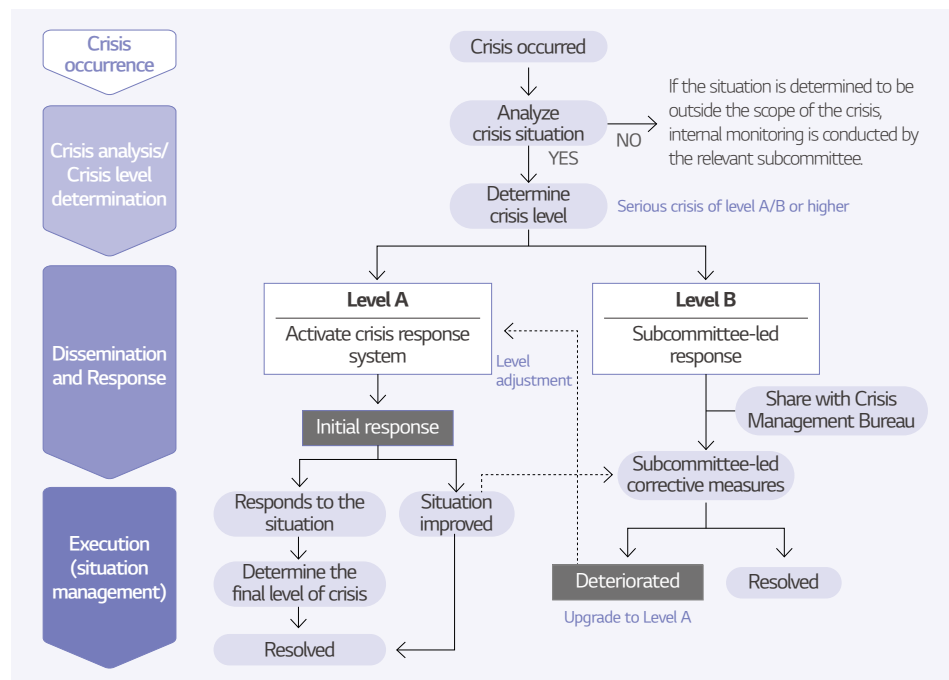 Crisis
occurrence
Crisis analysis/
Crisis level
determination
Dissemination
and Response
Execution
(situation
management)
Crisis occurred
Analyze
crisis situation
NO
If the situation is determined to be
outside the scope of the crisis,
internal monitoring is conducted by
the relevant subcommittee.
YES
Determine
crisis level
Serious crisis of level A/B or higher
Level A
Activate crisis response
system
Level B
Subcommittee-led
response
Level
adjustment
Share with Crisis
Management Bureau
Initial response
Subcommittee-led
corrective measures
Responds to the
situation
Situation
improved
Determine the
final level of crisis
Resolved
Deteriorated
Upgrade to Level A
Resolved